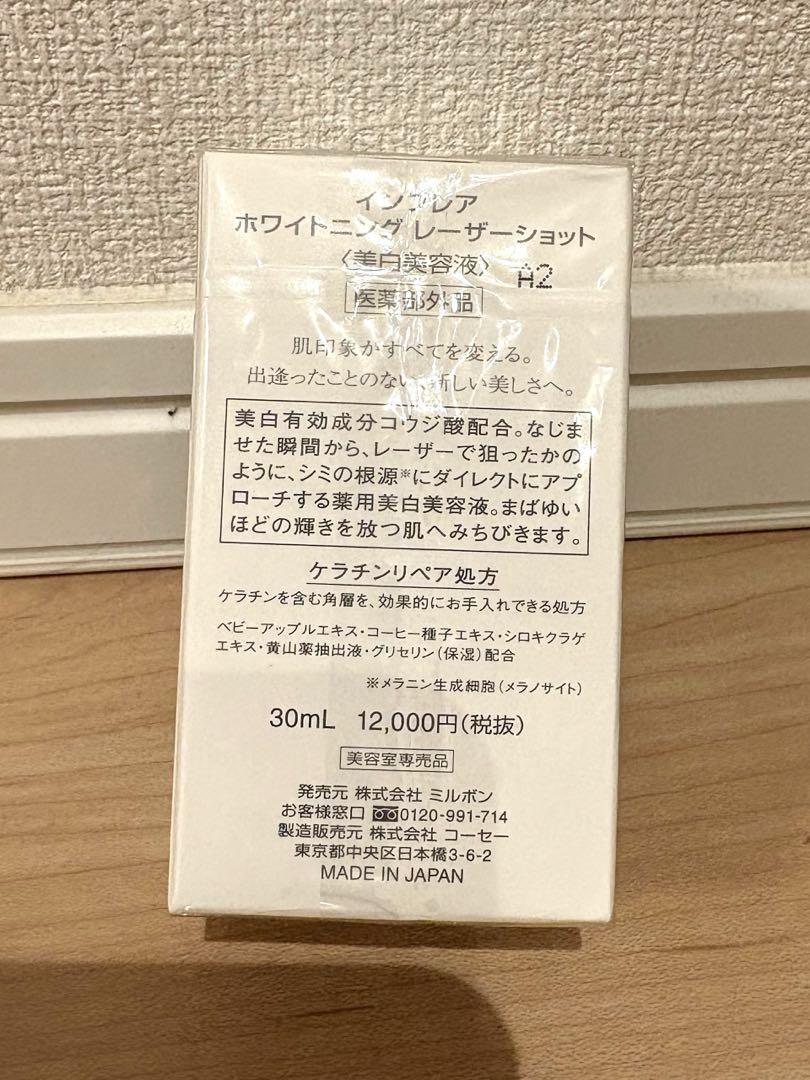 インプレア
ホワイトニング レーザーショット
〈美白美容液〉
A2
医薬部外品
肌印象がすべてを変える。
出逢ったことのない、新しい美しさへ。
美白有効成分コウジ酸配合。なじま
せた瞬間から、レーザーで狙ったかの
ように、シミの根源※にダイレクトにアプ
ローチする薬用美白美容液。まばゆい
ほどの輝きを放つ肌へみちびきます。
ケラチンリペア処方
ケラチンを含む角層を、効果的にお手入れできる処方
ベビーアップルエキス・コーヒー種子エキス・シロキクラゲ
エキス・黄山薬抽出液・グリセリン（保湿）配合
※メラニン生成細胞（メラノサイト）
30mL 12,000円（税抜）
美容室専売品
発売元 株式会社 ミルボン
お客様窓口 0120-991-714
製造販売元 株式会社 コーセー
東京都中央区日本橋3-6-2
MADE IN JAPAN